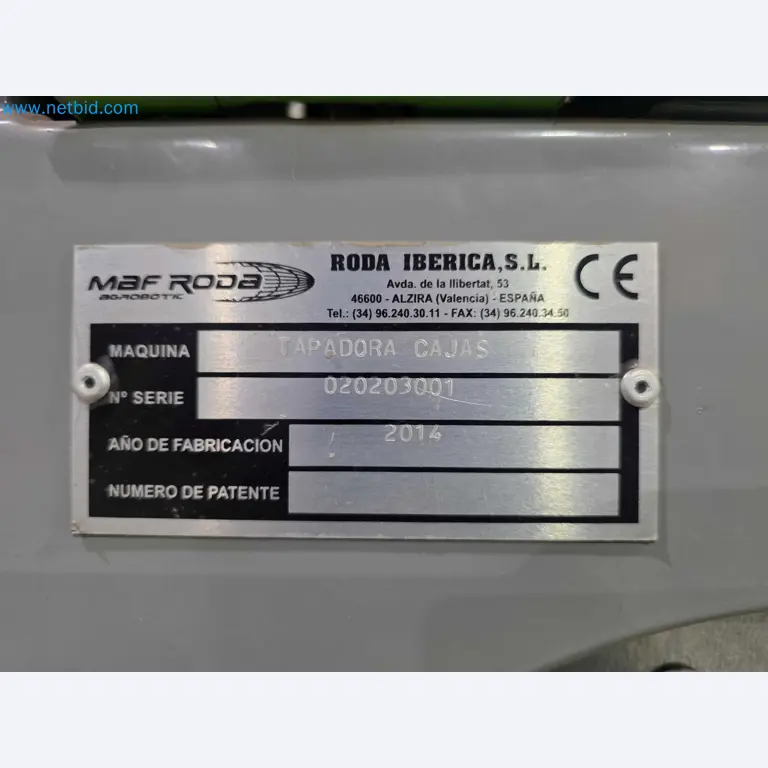 www.netbid.com
MAF RODA
AGROBOTIC
RODA IBERICA, S.L.
Avda. de la llibertat, 53
46600 - ALZIRA (Valencia) - ESPAÑA
Tel.: (34) 96.240.30.11 - FAX: (34) 96.240.34.50
CE
MAQUINA TAPADORA CAJAS
Nº SERIE 020203001
AÑO DE FABRICACION 2014
NUMERO DE PATENTE